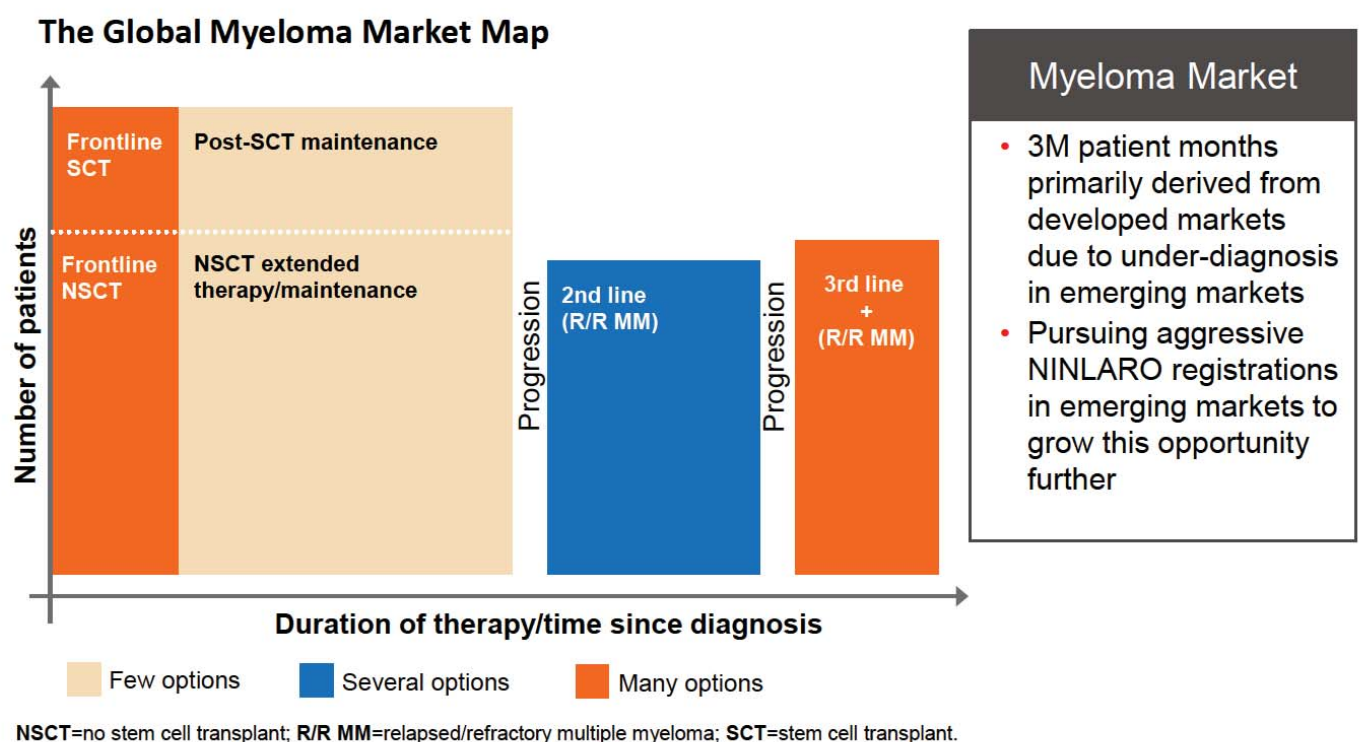 The Global Myeloma Market Map
Number of patients
Frontline
SCT
Post-SCT maintenance
Frontline
NSCT
NSCT extended
therapy/maintenance
Progression
2nd line
(R/R MM)
Progression
3rd line
+
(R/R MM)
Duration of therapy/time since diagnosis
Few options
Several options
Many options
NSCT=no stem cell transplant; R/R MM=relapsed/refractory multiple myeloma; SCT=stem cell transplant.
Myeloma Market
• 3M patient months
primarily derived from
developed markets
due to under-diagnosis
in emerging markets
• Pursuing aggressive
NINLARO registrations
in emerging markets to
grow this opportunity
further